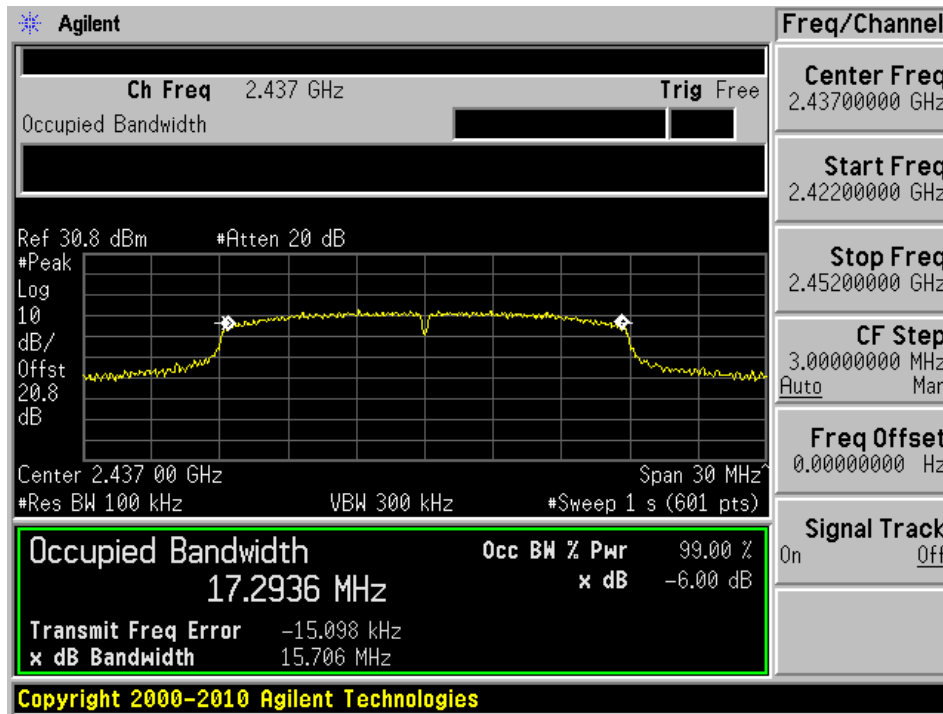 Agilent
Freq/Channel
Ch Freq 2.437 GHz Trig Free
Occupied Bandwidth
Center Freq
2.43700000 GHz
Start Freq
2.42200000 GHz
Stop Freq
2.45200000 GHz
CF Step
3.00000000 MHz
Auto Man
Freq Offset
0.00000000 Hz
Signal Track
On Off
Ref 30.8 dBm #Atten 20 dB
#Peak
Log
10
dB/
Offst
20.8
dB
Center 2.437 00 GHz Span 30 MHz^
#Res BW 100 kHz VBW 300 kHz #Sweep 1 s (601 pts)
Occupied Bandwidth
17.2936 MHz
Occ BW % Pwr 99.00 %
x dB -6.00 dB
Transmit Freq Error -15.098 kHz
x dB Bandwidth 15.706 MHz
Copyright 2000-2010 Agilent Technologies